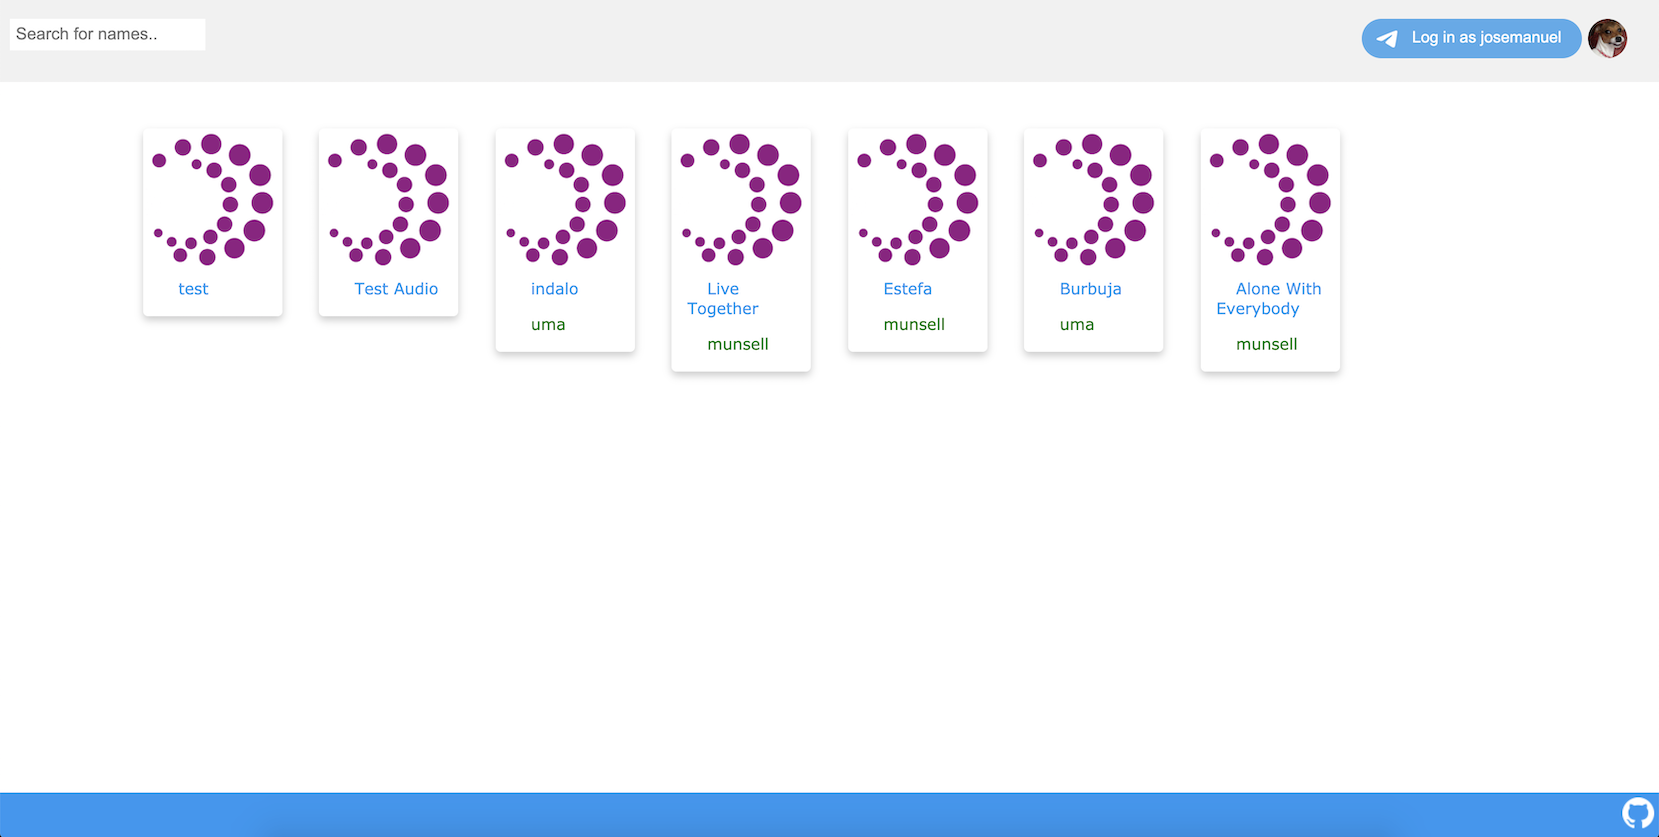 Search for names..
Log in as josemanuel
test
Test Audio
indalo
uma
Live
Together
munsell
Estefa
munsell
Burbuja
uma
Alone With
Everybody
munsell